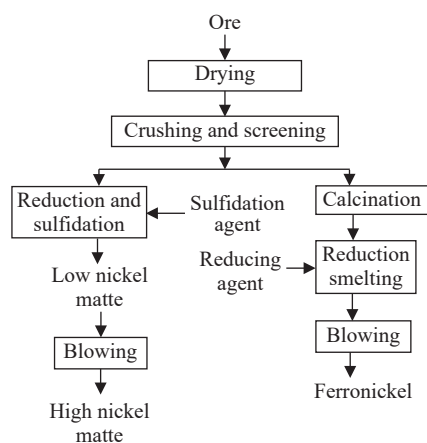 Ore
Drying
Crushing and screening
Reduction and
sulfidation
Sulfidation
agent
Calcination
Low nickel
matte
Reducing
agent
Reduction
smelting
Blowing
Blowing
High nickel
matte
Ferronickel